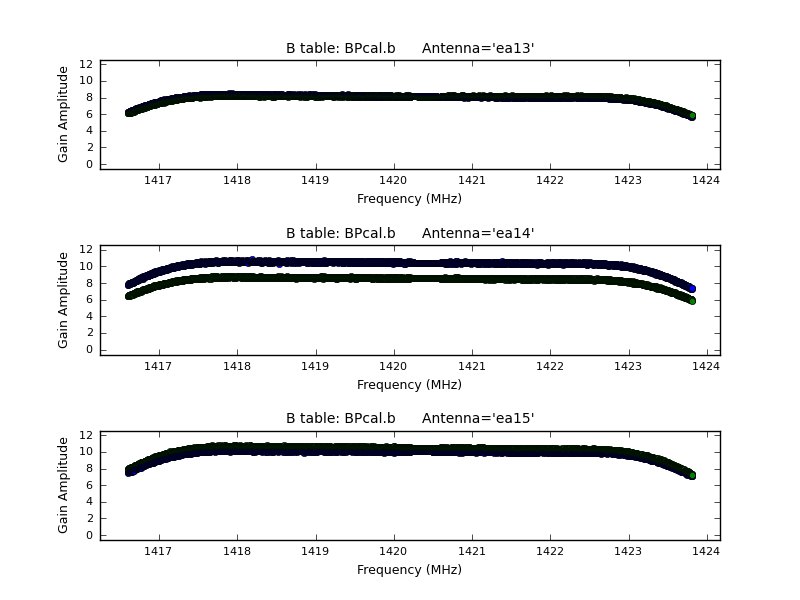 B table: BPcal.b Antenna='ea13'
12
10
8
6
4
2
0
Gain Amplitude
1417 1418 1419 1420 1421 1422 1423 1424
Frequency (MHz)
B table: BPcal.b Antenna='ea14'
12
10
8
6
4
2
0
Gain Amplitude
1417 1418 1419 1420 1421 1422 1423 1424
Frequency (MHz)
B table: BPcal.b Antenna='ea15'
12
10
8
6
4
2
0
Gain Amplitude
1417 1418 1419 1420 1421 1422 1423 1424
Frequency (MHz)